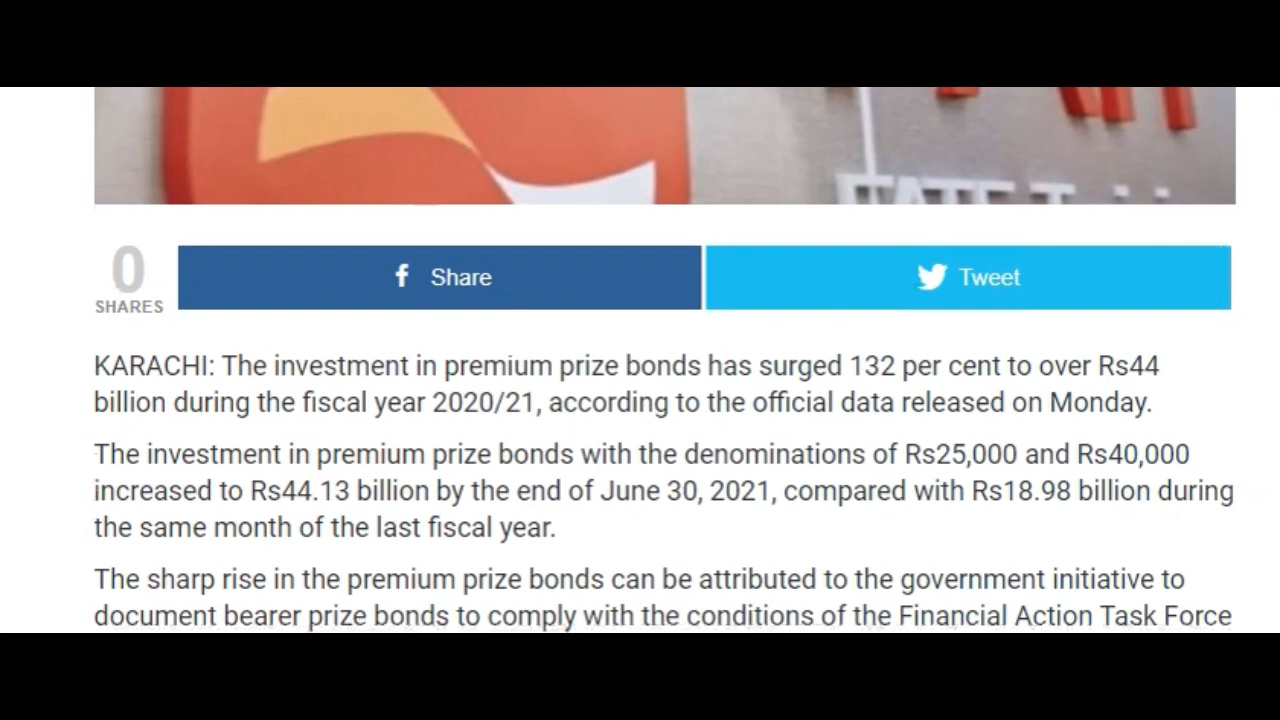 0
SHARES
Share
Tweet
KARACHI: The investment in premium prize bonds has surged 132 per cent to over Rs44
billion during the fiscal year 2020/21, according to the official data released on Monday.
The investment in premium prize bonds with the denominations of Rs25,000 and Rs40,000
increased to Rs44.13 billion by the end of June 30, 2021, compared with Rs18.98 billion during
the same month of the last fiscal year.
The sharp rise in the premium prize bonds can be attributed to the government initiative to
document bearer prize bonds to comply with the conditions of the Financial Action Task Force